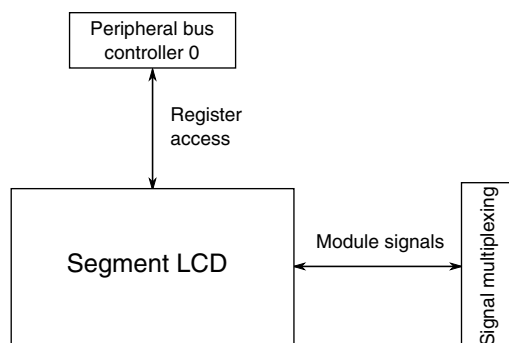 Peripheral bus
controller 0
Register
access
Segment LCD
Module signals
Signal multiplexing